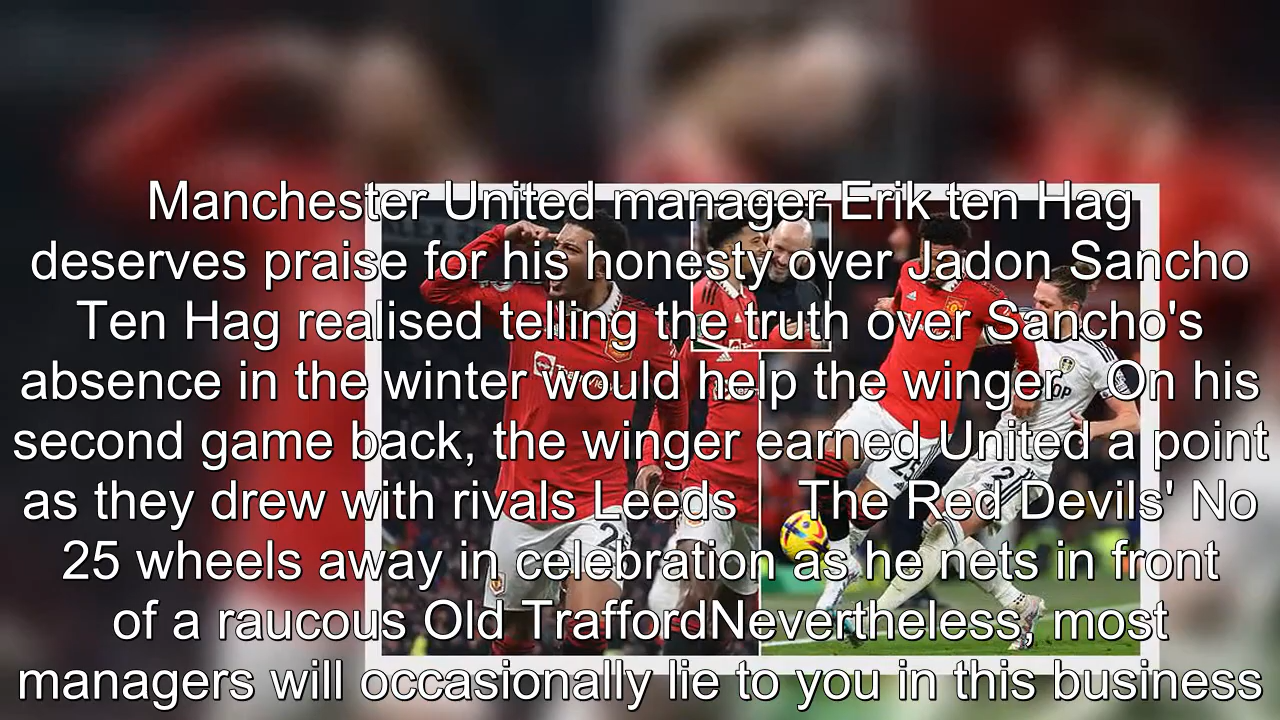 Manchester United manager Erik ten Hag
deserves praise for his honesty over Jadon Sancho
Ten Hag realised telling the truth over Sancho's
absence in the winter would help the winger. On his
second game back, the winger earned United a point
as they drew with rivals Leeds The Red Devils' No
25 wheels away in celebration as he nets in front
of a raucous Old TraffordNevertheless, most
managers will occasionally lie to you in this business